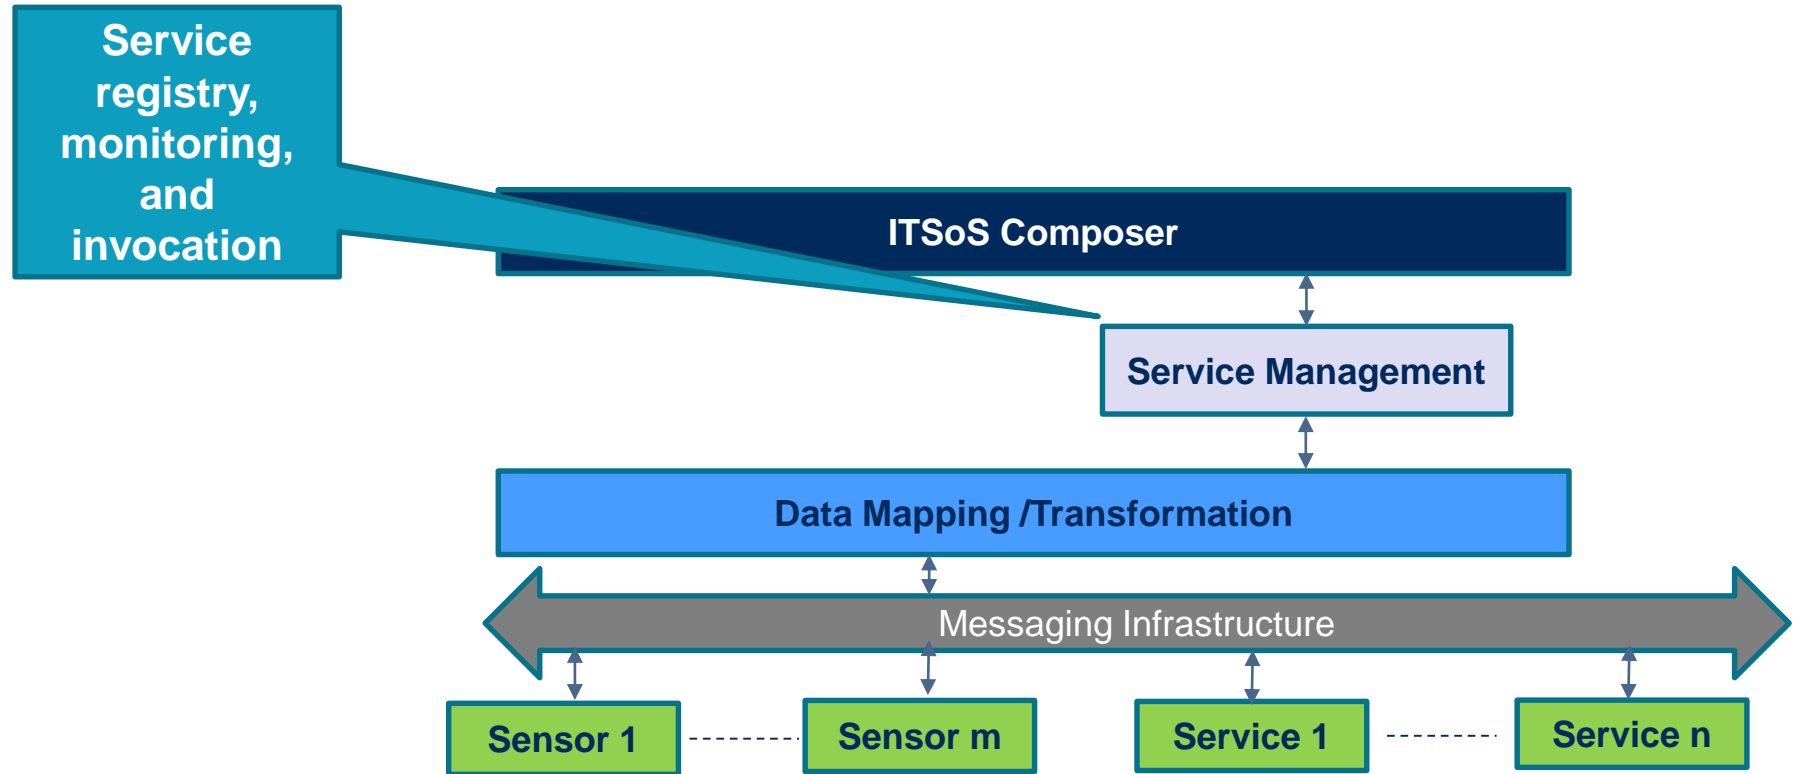 Service
registry,
monitoring,
and
invocation
ITSoS Composer
Service Management
Data Mapping /Transformation
Messaging Infrastructure
Sensor 1
Sensor m
Service 1
Service n